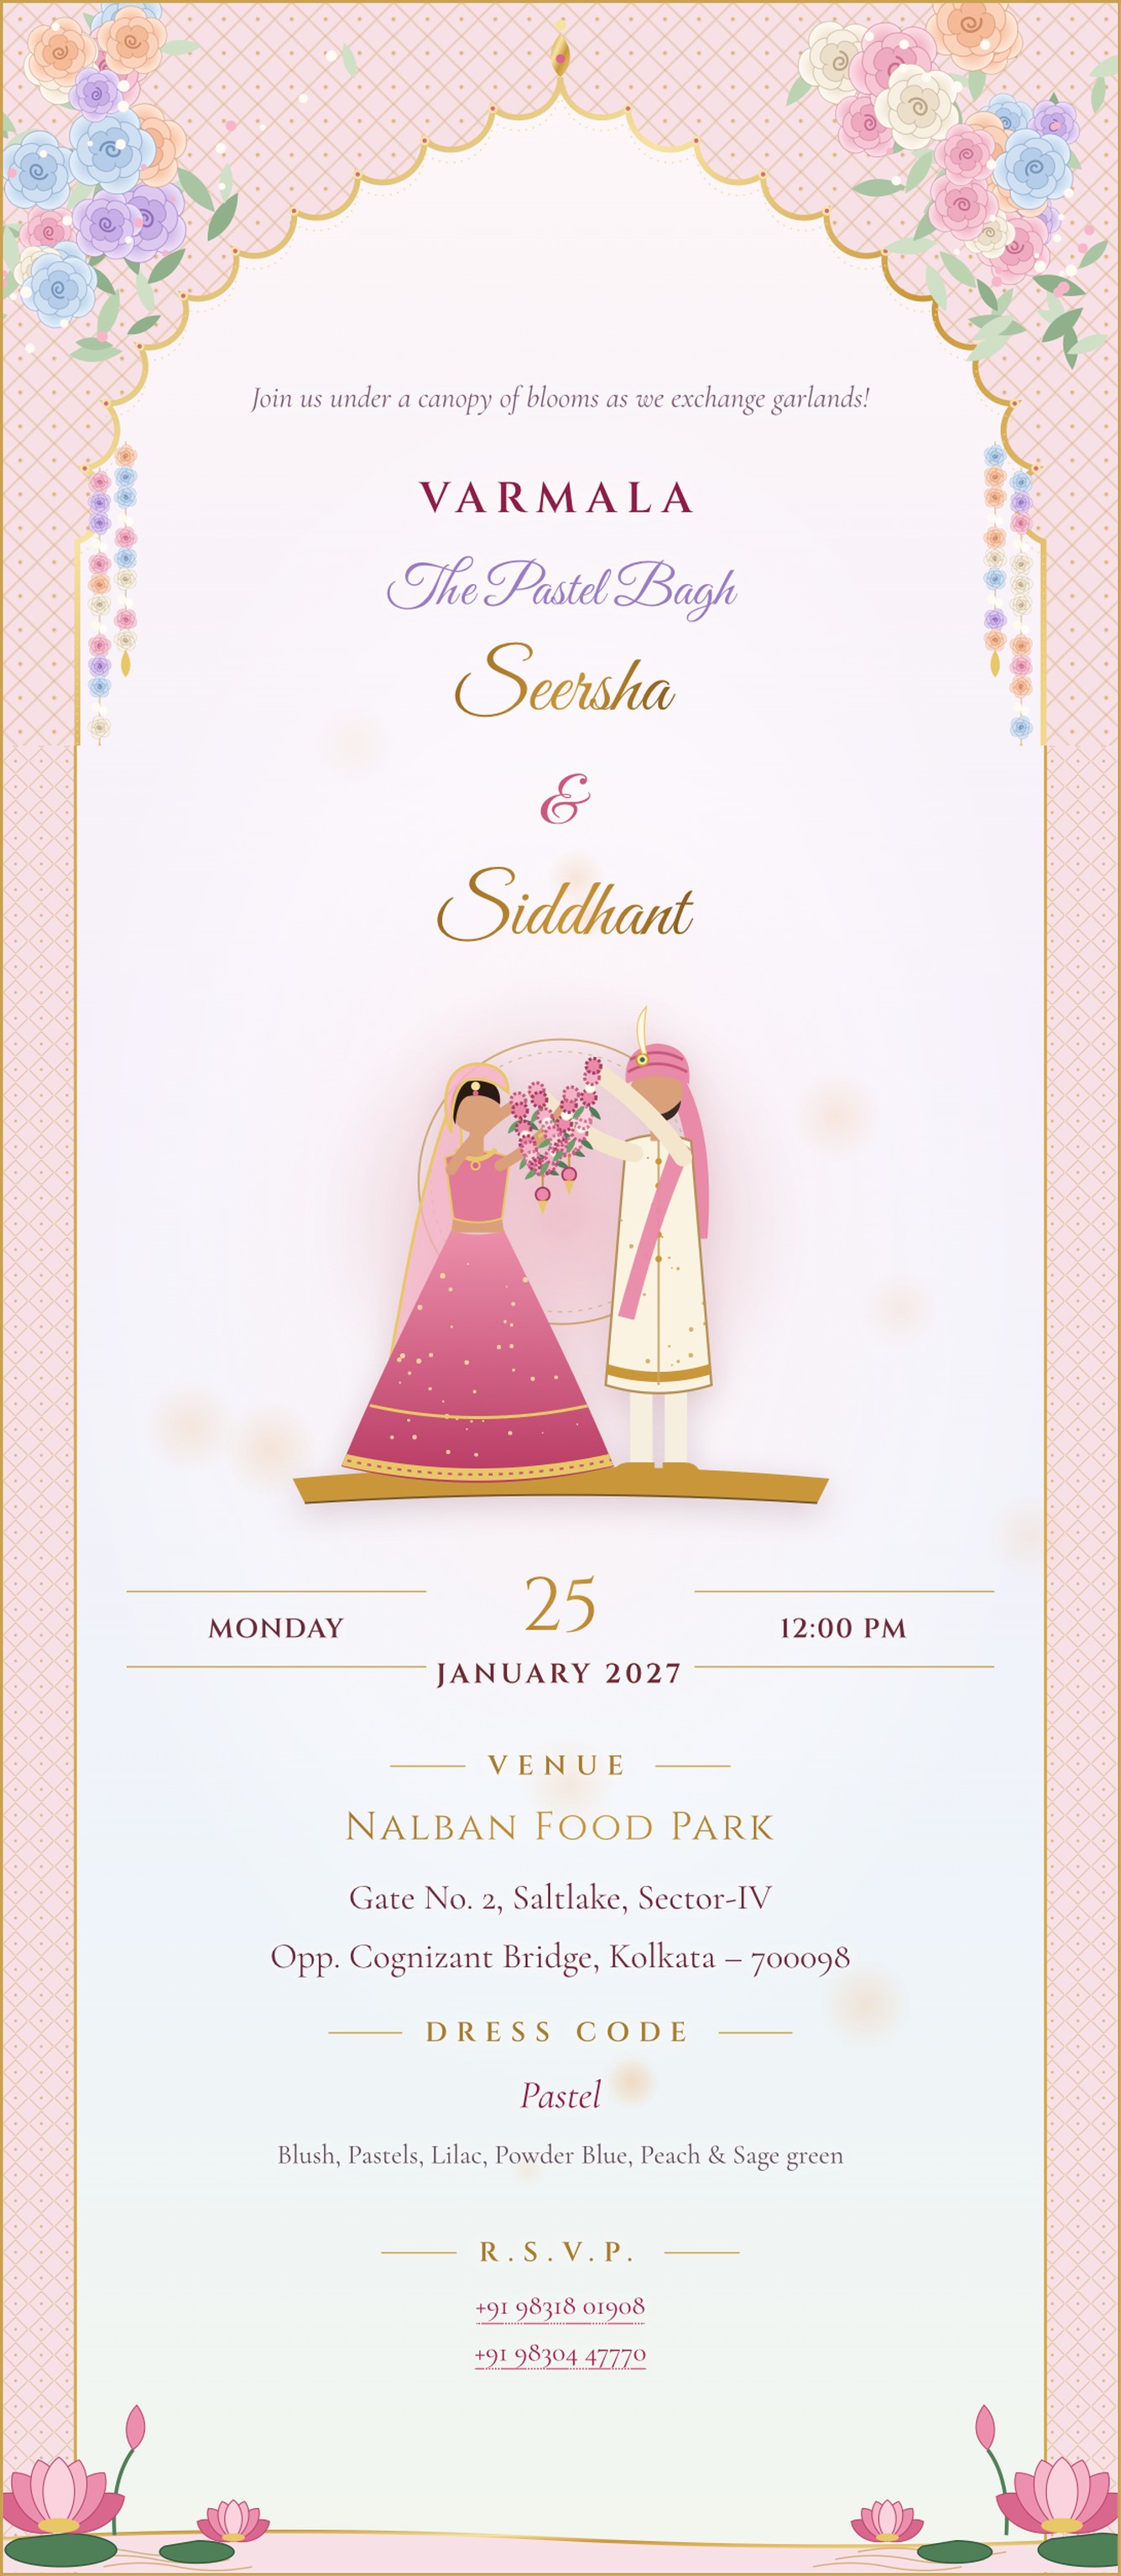 Join us under a canopy of blooms as we exchange garlands!
VARMALA
The Pastel Bagh
Seersha
&
Siddhant
25
MONDAY
12:00 PM
JANUARY 2027
VENUE
Nalban Food Park
Gate No. 2, Saltlake, Sector-IV
Opp. Cognizant Bridge, Kolkata – 700098
DRESS CODE
Pastel
Blush, Pastels, Lilac, Powder Blue, Peach & Sage green
R.S.V.P.
+91 98318 01908
+91 98304 47770